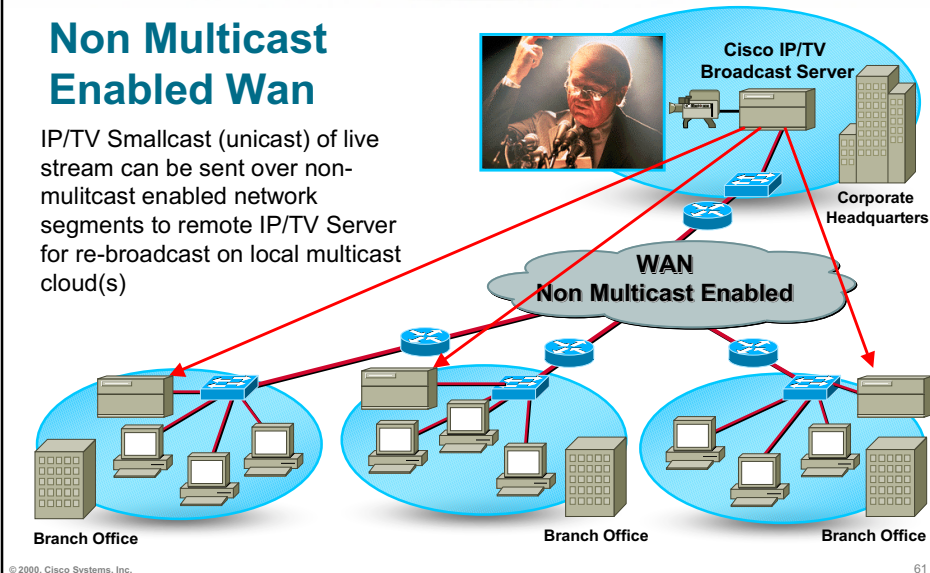 Non Multicast
Enabled Wan
IP/TV Smallcast (unicast) of live
stream can be sent over non-
mulitcast enabled network
segments to remote IP/TV Server
for re-broadcast on local multicast
cloud(s)
Cisco IP/TV
Broadcast Server
Corporate
Headquarters
WAN
Non Multicast Enabled
Branch Office
Branch Office
Branch Office
© 2000, Cisco Systems, Inc.
61